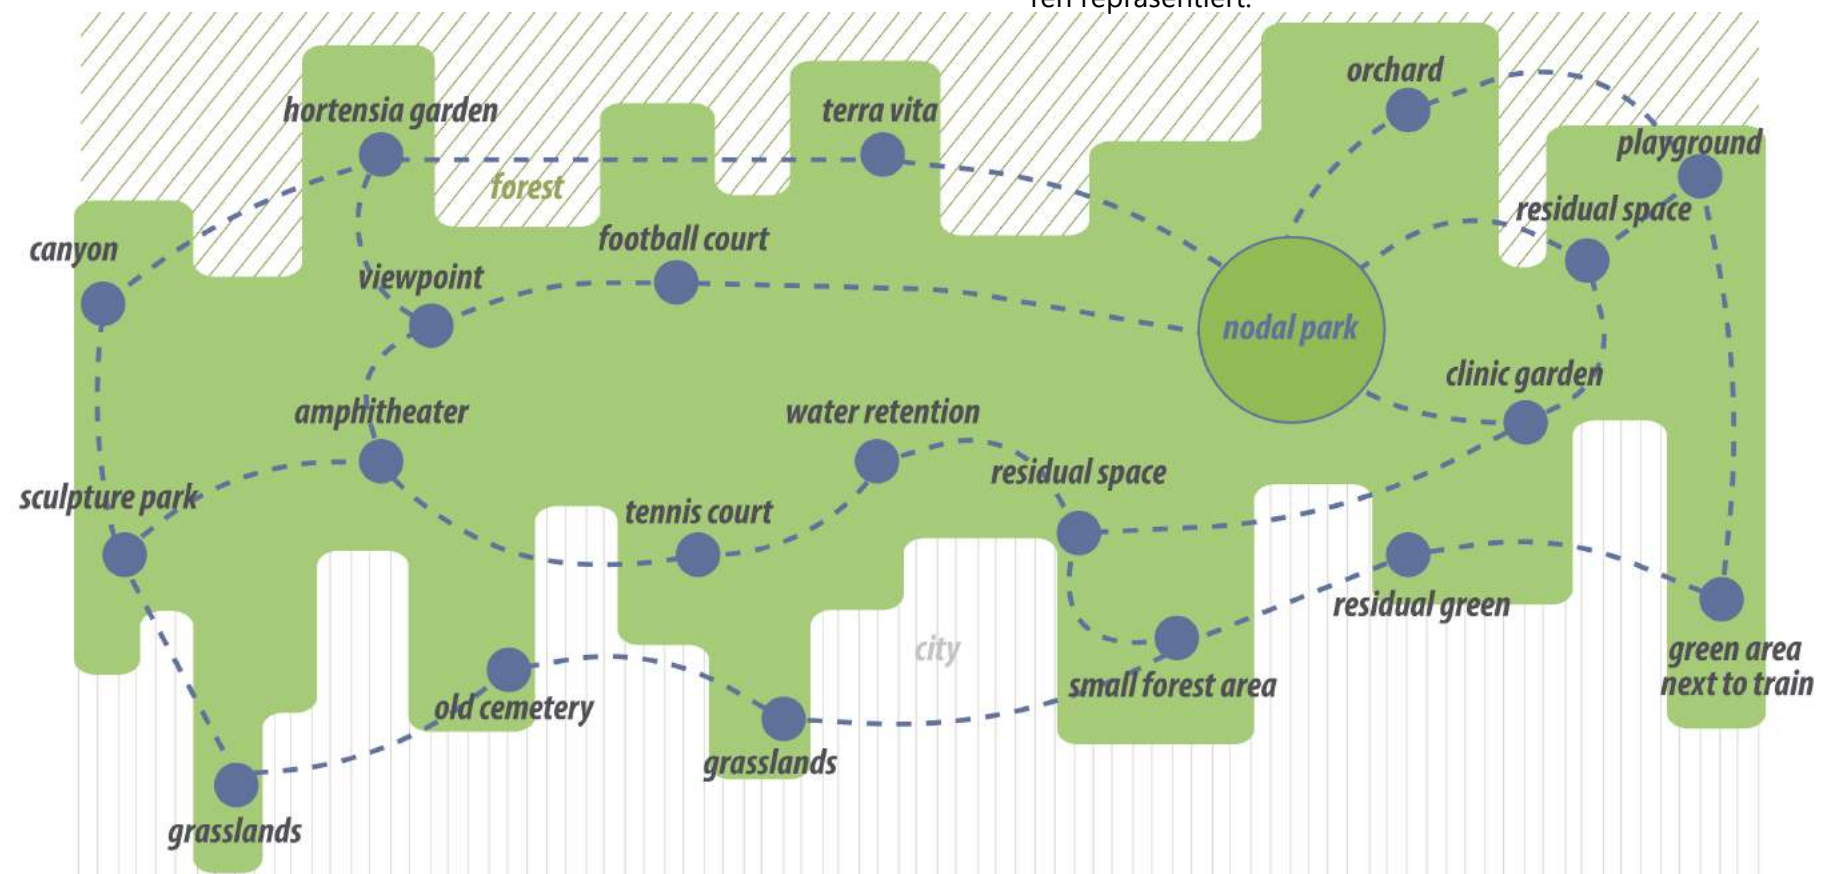 ren repräsentiert.
orchard
hortensia garden
terra vita
playground
forest
residual space
canyon
football court
viewpoint
nodal park
clinic garden
amphitheater
water retention
residual space
sculpture park
tennis court
residual green
city
green area
next to train
small forest area
old cemetery
grasslands
grasslands